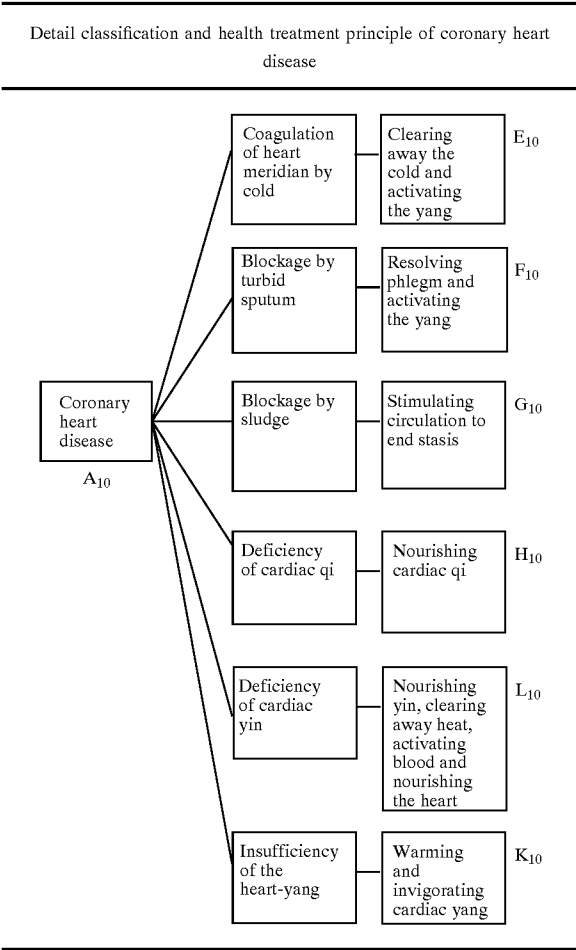 Detail classification and health treatment principle of coronary heart
disease
Coagulation
of heart
meridian by
cold
Clearing
away the
cold and
activating
the yang
E10
Blockage by
turbid
sputum
Resolving
phlegm and
activating
the yang
F10
Coronary
heart
disease
A10
Blockage by
sludge
Stimulating
circulation to
end stasis
G10
Deficiency
of cardiac qi
Nourishing
cardiac qi
H10
Deficiency
of cardiac
yin
Nourishing
yin, clearing
away heat,
activating
blood and
nourishing
the heart
L10
Insufficiency
of the
heart-yang
Warming
and
invigorating
cardiac yang
K10